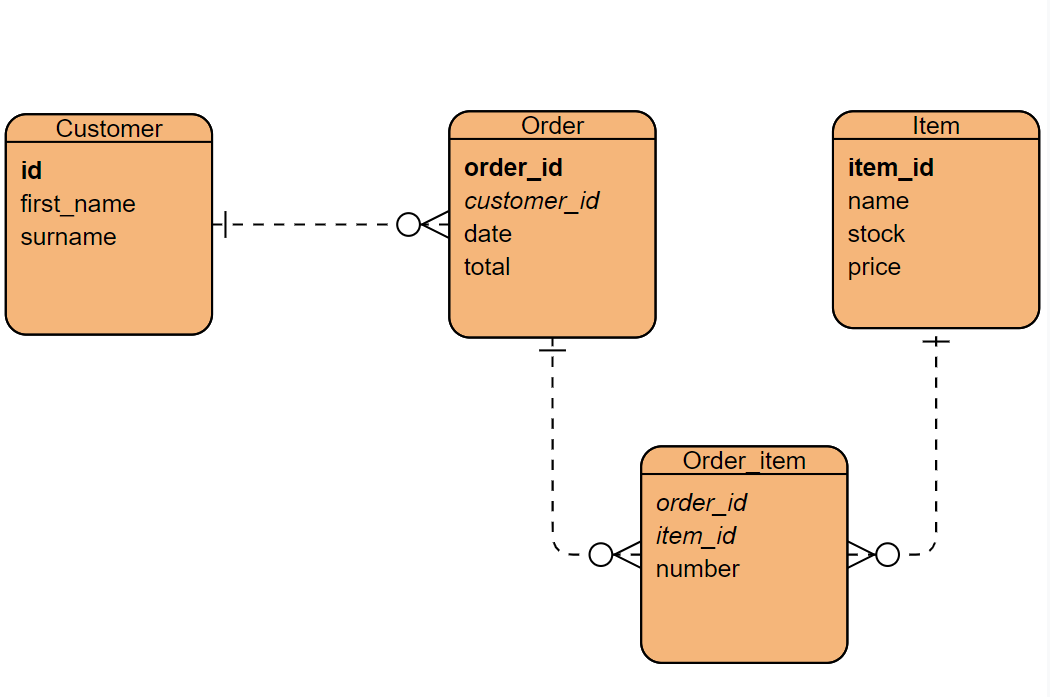 Customer
id
first_name
surname
Order
order_id
customer_id
date
total
Item
item_id
name
stock
price
Order_item
order_id
item_id
number